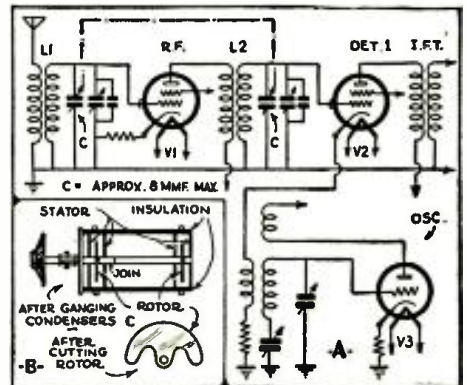 L1
R.F.
L2
DET. 1
I.F.T.
C
V1
C
V2
C = APPROX. 8 MMF. MAX.
STATOR
INSULATION
JOIN
OSC.
ROTOR
AFTER GANGING
CONDENSERS C
AFTER
CUTTING
ROTOR
-B-
-A-
V3